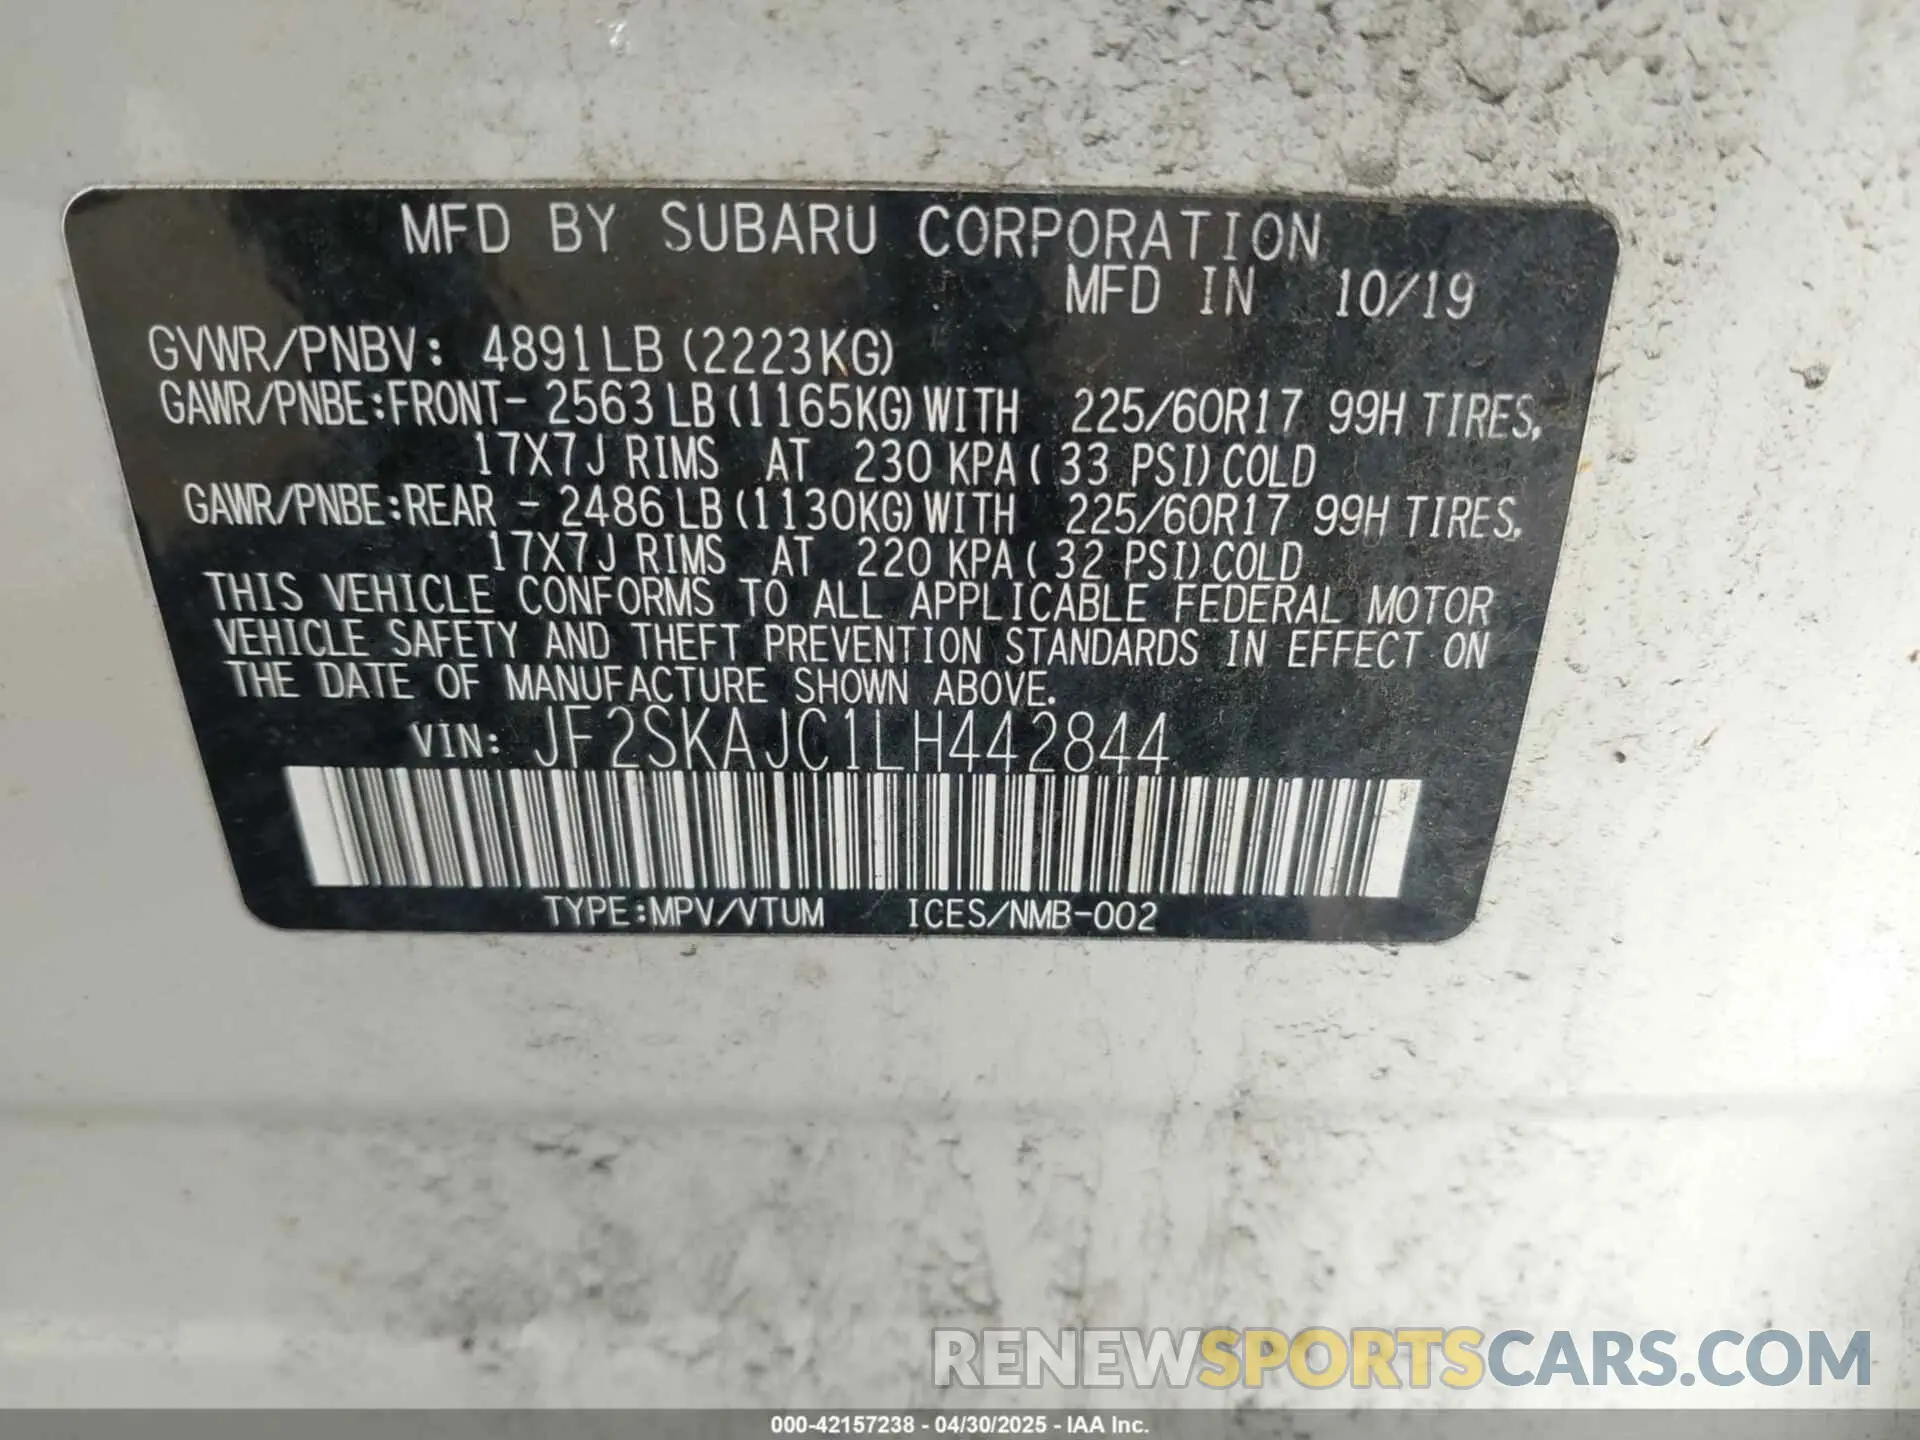 MFD BY SUBARU CORPORATION
MFD IN 10/19
GVWR/PNBV: 4891LB (2223KG)
GAWR/PNBE:FRONT- 2563LB (1165KG) WITH 225/60R17 99H TIRES,
17X7J RIMS AT 230 KPA ( 33 PSI) COLD
GAWR/PNBE:REAR - 2486LB (1130KG) WITH 225/60R17 99H TIRES,
17X7J RIMS AT 220 KPA ( 32 PSI) COLD
THIS VEHICLE CONFORMS TO ALL APPLICABLE FEDERAL MOTOR
VEHICLE SAFETY AND THEFT PREVENTION STANDARDS IN EFFECT ON
THE DATE OF MANUFACTURE SHOWN ABOVE.
VIN: JF2SKAJC1LH442844
TYPE:MPV/VTUM ICES/NMB-002
RENEWSPORTSCARS.COM
000-42157238 - 04/30/2025 - IAA Inc.